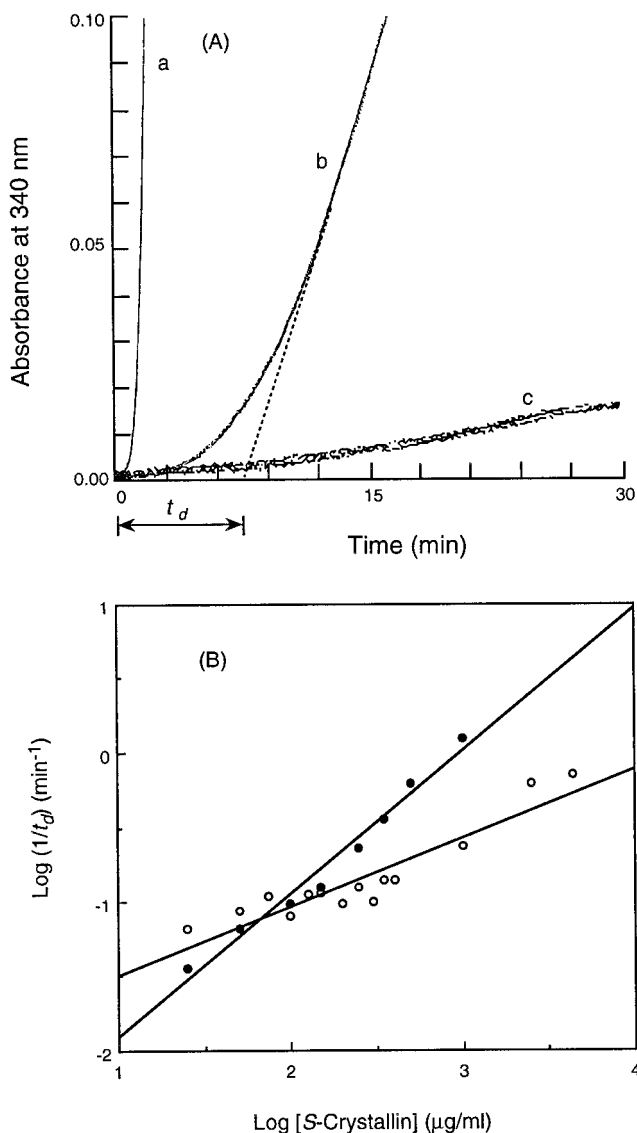 (A)
0.10
a
b
0.05
c
0.00
0
15
30
t d
Absorbance at 340 nm
Time (min)
(B)
1
0
-1
-2
1
2
3
4
Log (1/td) (min-1)
Log [S-Crystallin] (μg/ml)